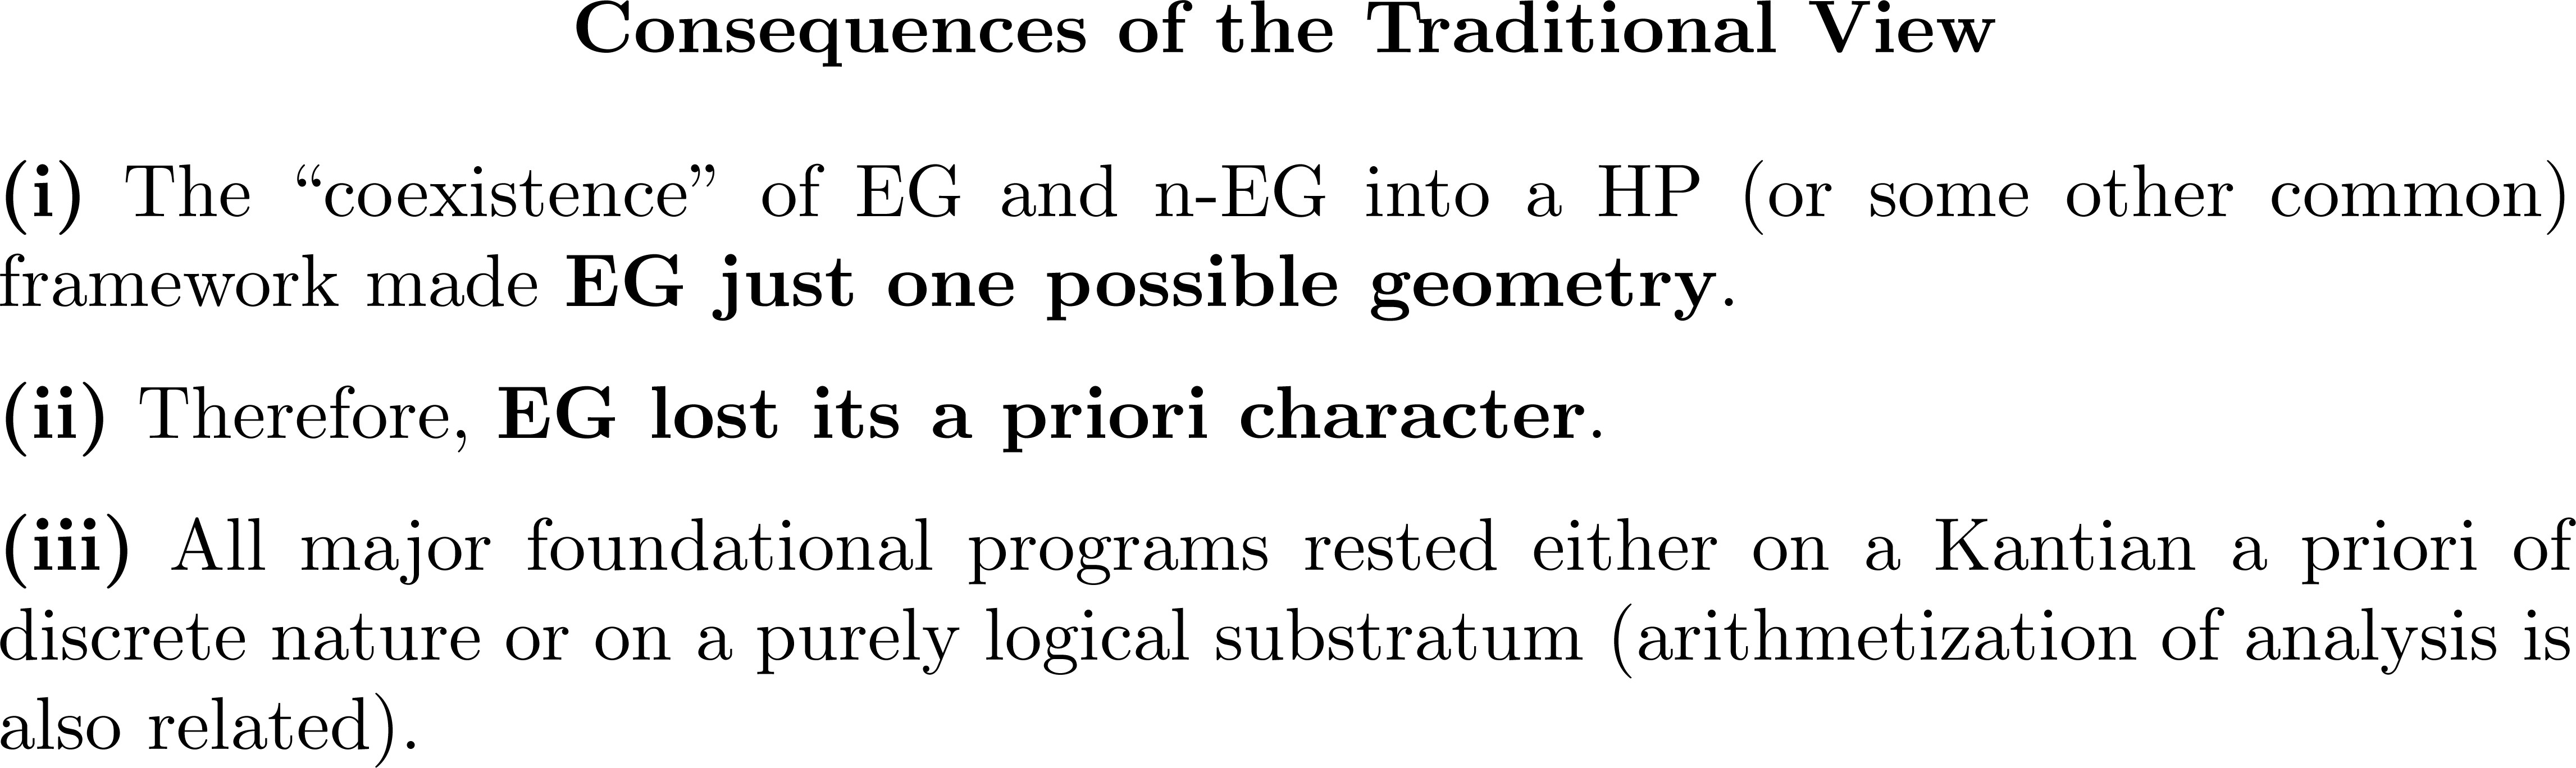 Consequences of the Traditional View
(i) The “coexistence” of EG and n-EG into a HP (or some other common)
framework made EG just one possible geometry.
(ii) Therefore, EG lost its a priori character.
(iii) All major foundational programs rested either on a Kantian a priori of
discrete nature or on a purely logical substratum (arithmetization of analysis is
also related).